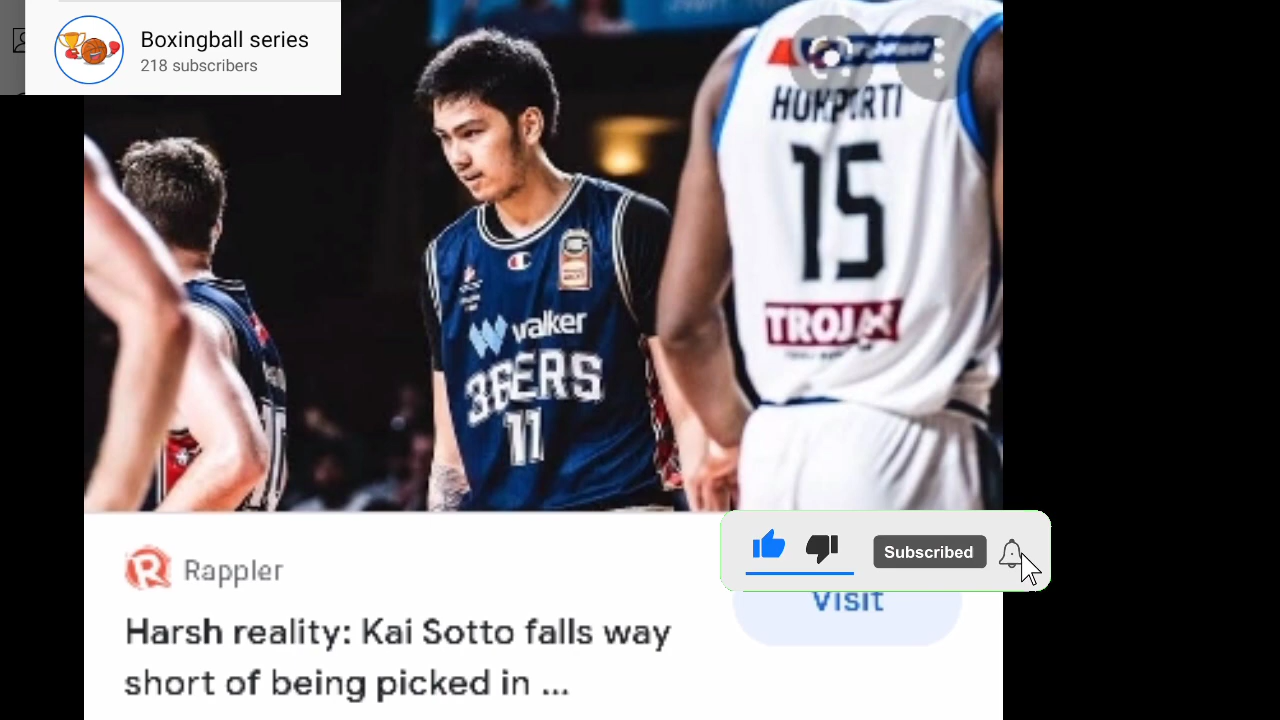 Boxingball series
218 subscribers
15
TROJAN
walker
36ERS
11
Rappler
Subscribed
Visit
Harsh reality: Kai Sotto falls way
short of being picked in ...